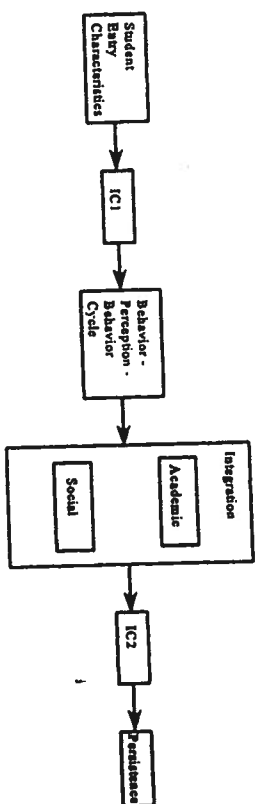 Student
Entry
Characteristics
IC1
Behavior -
Perception -
Behavior
Cycle
Integration
Academic
Social
IC2
Persistence